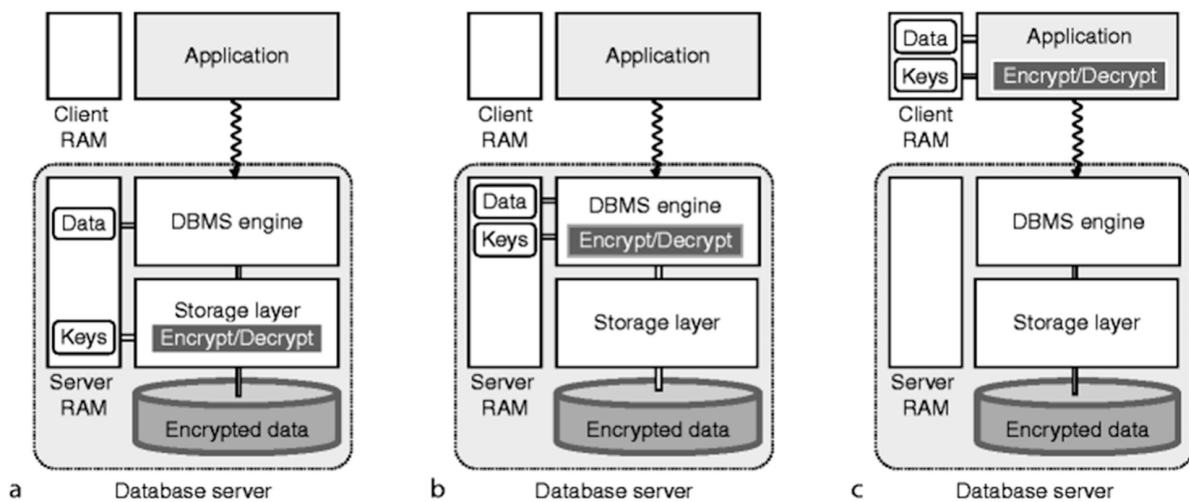 Application
Client
RAM
Data
DBMS engine
Keys
Storage layer
Encrypt/Decrypt
Server
RAM
Encrypted data
a
Database server
Application
Client
RAM
Data
Keys
DBMS engine
Encrypt/Decrypt
Storage layer
Server
RAM
Encrypted data
b
Database server
Data
Keys
Application
Encrypt/Decrypt
Client
RAM
DBMS engine
Storage layer
Server
RAM
Encrypted data
c
Database server